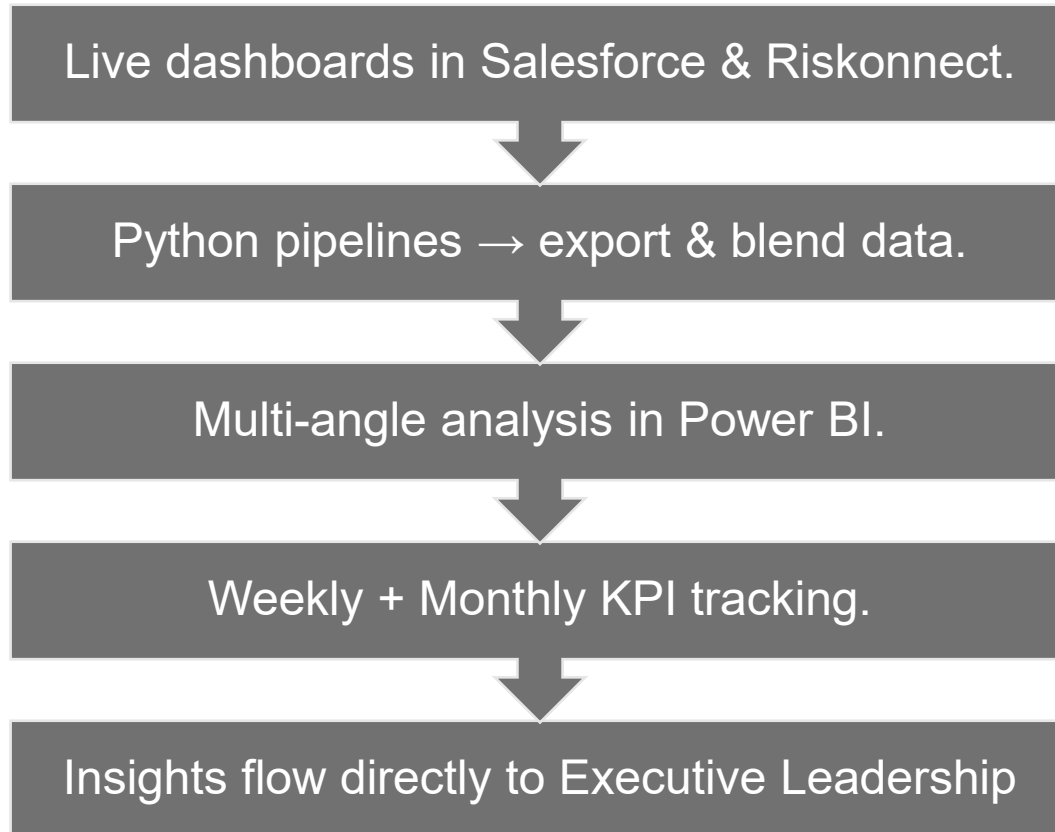 Live dashboards in Salesforce & Riskonnect.
Python pipelines → export & blend data.
Multi-angle analysis in Power BI.
Weekly + Monthly KPI tracking.
Insights flow directly to Executive Leadership